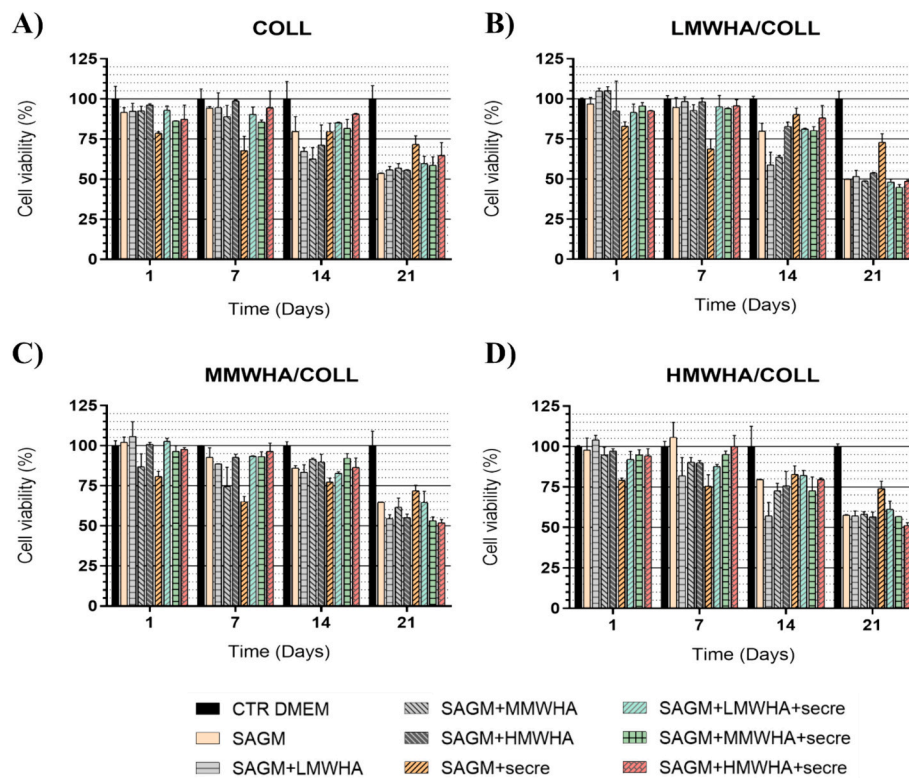 A)
COLL
Cell viability (%)
125
100
75
50
25
0
1 7 14 21
Time (Days)
B)
LMWHA/COLL
Cell viability (%)
125
100
75
50
25
0
1 7 14 21
Time (Days)
C)
MMWHA/COLL
Cell viability (%)
125
100
75
50
25
0
1 7 14 21
Time (Days)
D)
HMWHA/COLL
Cell viability (%)
125
100
75
50
25
0
1 7 14 21
Time (Days)
CTR DMEM
SAGM
SAGM+LMWHA
SAGM+MMWHA
SAGM+HMWHA
SAGM+secre
SAGM+LMWHA+secre
SAGM+MMWHA+secre
SAGM+HMWHA+secre